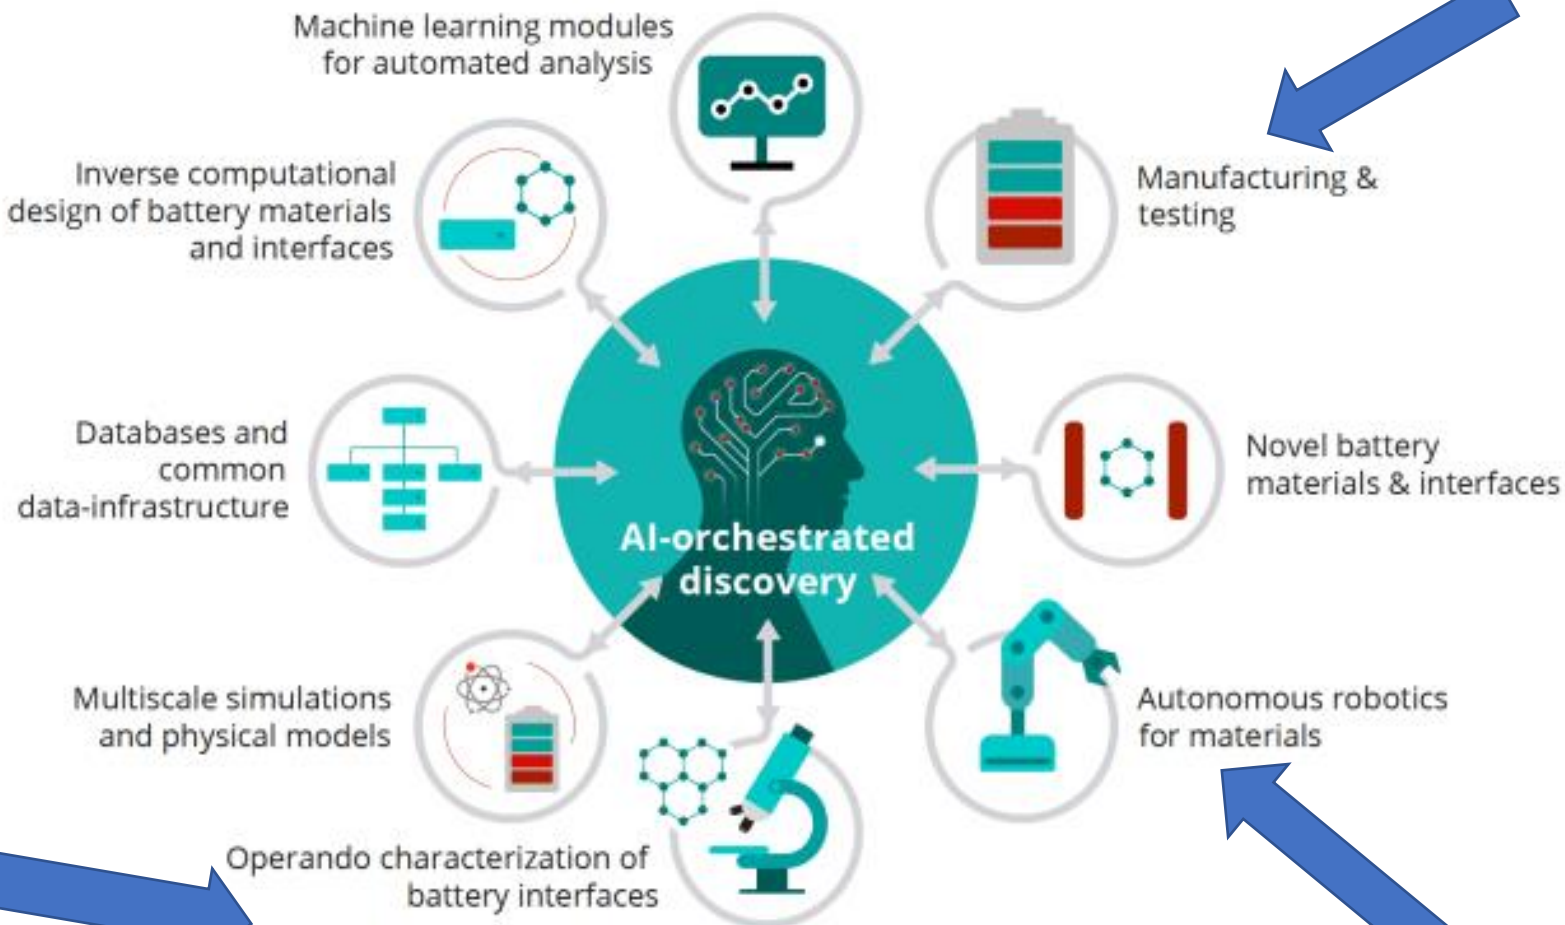 Machine learning modules
for automated analysis
Inverse computational
design of battery materials
and interfaces
Manufacturing &
testing
Databases and
common
data-infrastructure
Novel battery
materials & interfaces
AI-orchestrated
discovery
Multiscale simulations
and physical models
Autonomous robotics
for materials
Operando characterization of
battery interfaces